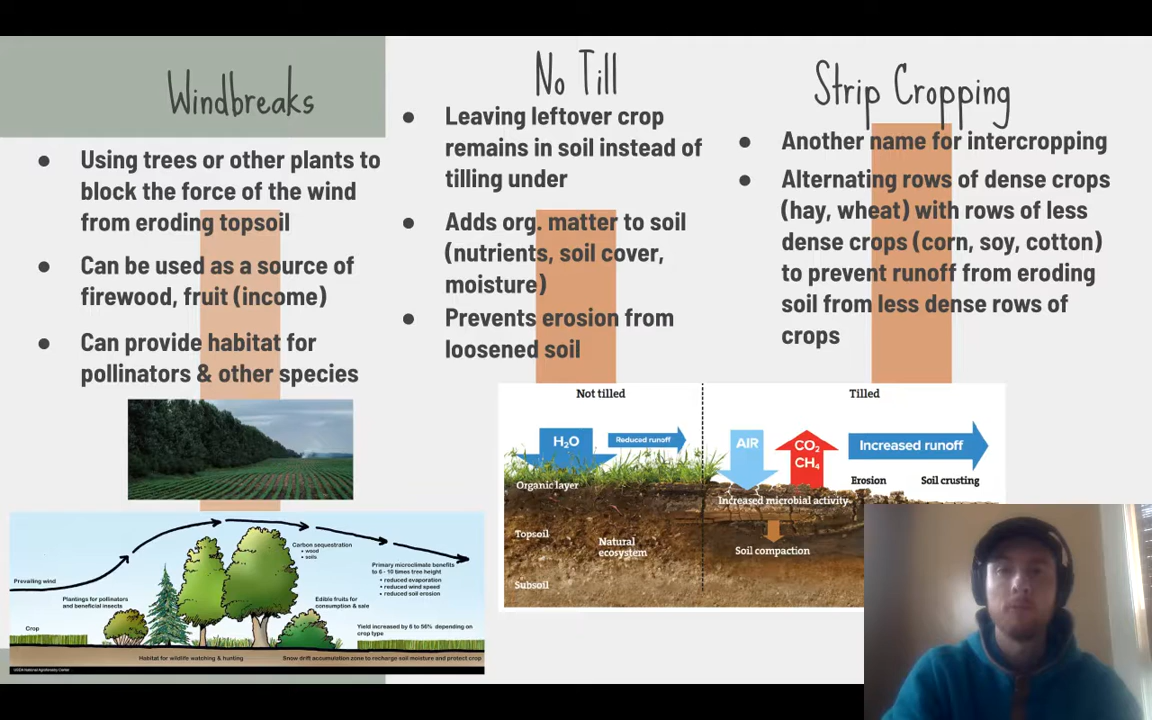 Windbreaks
● Using trees or other plants to
block the force of the wind
from eroding topsoil
● Can be used as a source of
firewood, fruit (income)
● Can provide habitat for
pollinators & other species
No Till
● Leaving leftover crop
remains in soil instead of
tilling under
● Adds org. matter to soil
(nutrients, soil cover,
moisture)
● Prevents erosion from
loosened soil
Strip Cropping
● Another name for intercropping
● Alternating rows of dense crops
(hay, wheat) with rows of less
dense crops (corn, soy, cotton)
to prevent runoff from eroding
soil from less dense rows of
crops
Not tilled
H₂O
Reduced runoff
Organic layer
Topsoil
Natural
ecosystem
Subsoil
Tilled
AIR
CO₂
CH₄
Increased runoff
Erosion
Soil crusting
Increased microbial activity
Soil compaction
Prevailing wind
Plantings for pollinators
and beneficial insects
Crop
Carbon sequestration
• wood
• soils
Primary microclimate benefits
to 6 - 10 times tree height
• reduced evaporation
• reduced wind speed
• reduced soil erosion
Edible fruits for
consumption & sale
Yield increased by 6 to 56% depending on
crop type
Habitat for wildlife watching & hunting
Snow drift accumulation zone to recharge soil moisture and protect crop
USDA National Agroforestry Center